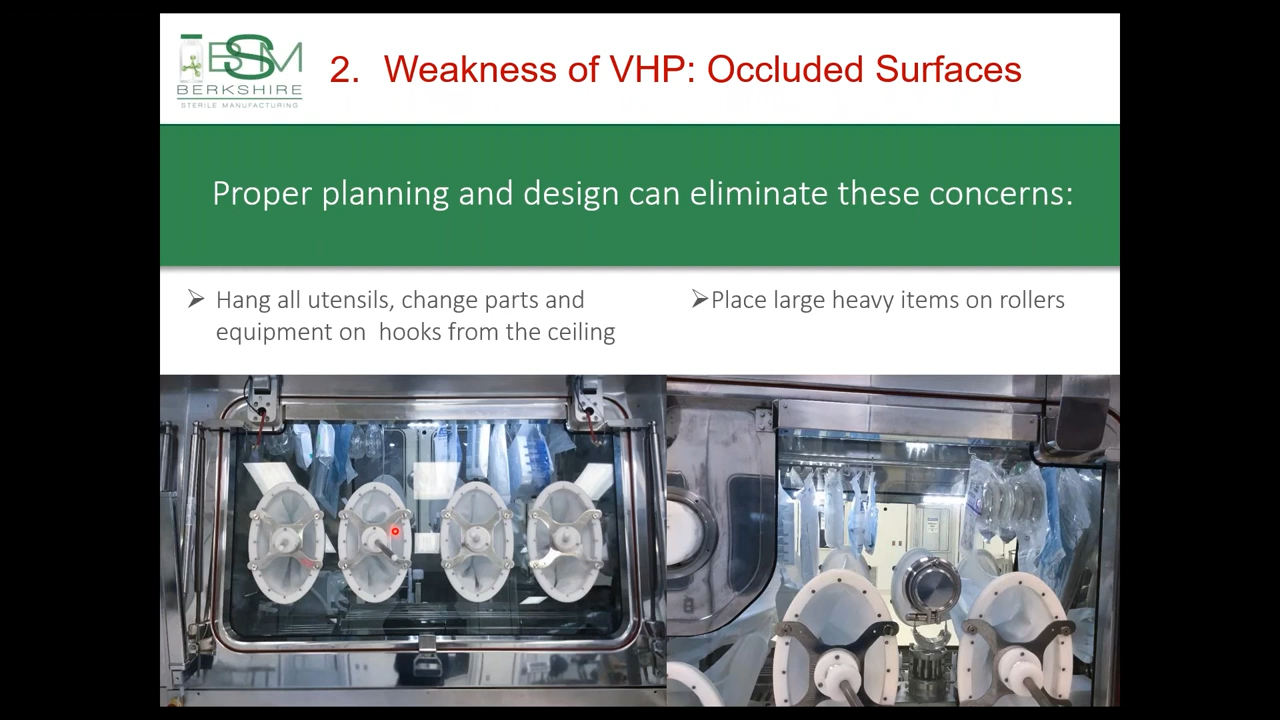 BSM
BERKSHIRE
STERILE MANUFACTURING
2. Weakness of VHP: Occluded Surfaces
Proper planning and design can eliminate these concerns:
➢ Hang all utensils, change parts and
equipment on hooks from the ceiling
➢Place large heavy items on rollers